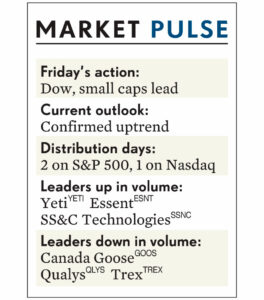 MARKET PULSE
Friday's action:
Dow, small caps lead
Current outlook:
Confirmed uptrend
Distribution days:
2 on S&P 500, 1 on Nasdaq
Leaders up in volume:
Yeti YETI Essent ESNT
SS&C Technologies SSNC
Leaders down in volume:
Canada Goose GOOS
Qualys QLYS Trex TREX